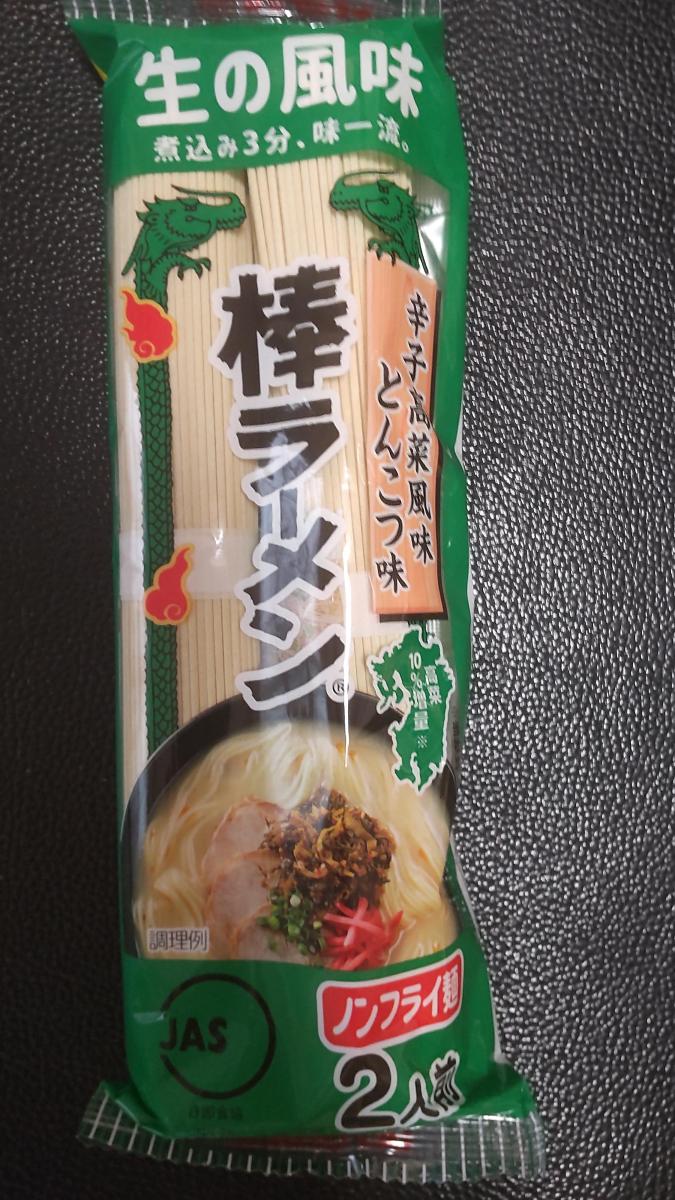 生の風味
煮込み3分、味一流。
棒ラーメン®
辛子高菜風味
とんこつ味
高菜
10%増量※
調理例
JAS
ノンフライ麺
2人前